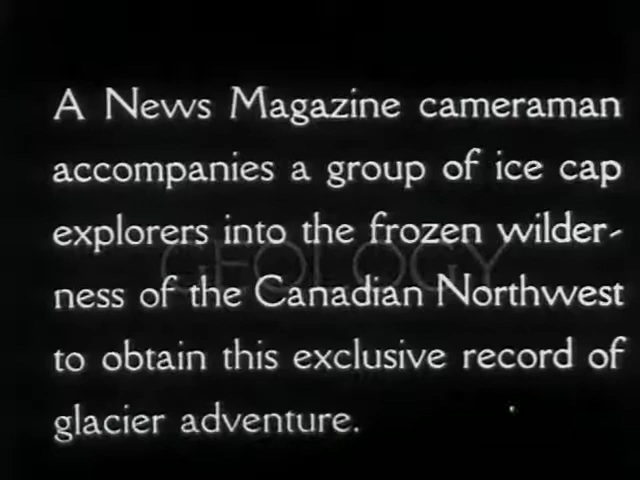 A News Magazine cameraman
accompanies a group of ice cap
explorers into the frozen wilder-
GEOLOGY
ness of the Canadian Northwest
to obtain this exclusive record of
glacier adventure.